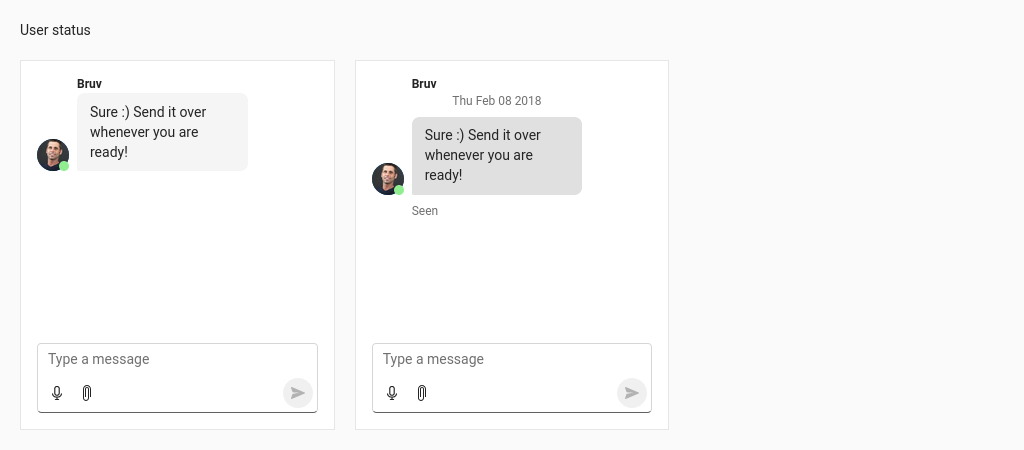 User status
Bruv
Sure :) Send it over
whenever you are
ready!
Type a message
Bruv
Thu Feb 08 2018
Sure :) Send it over
whenever you are
ready!
Seen
Type a message